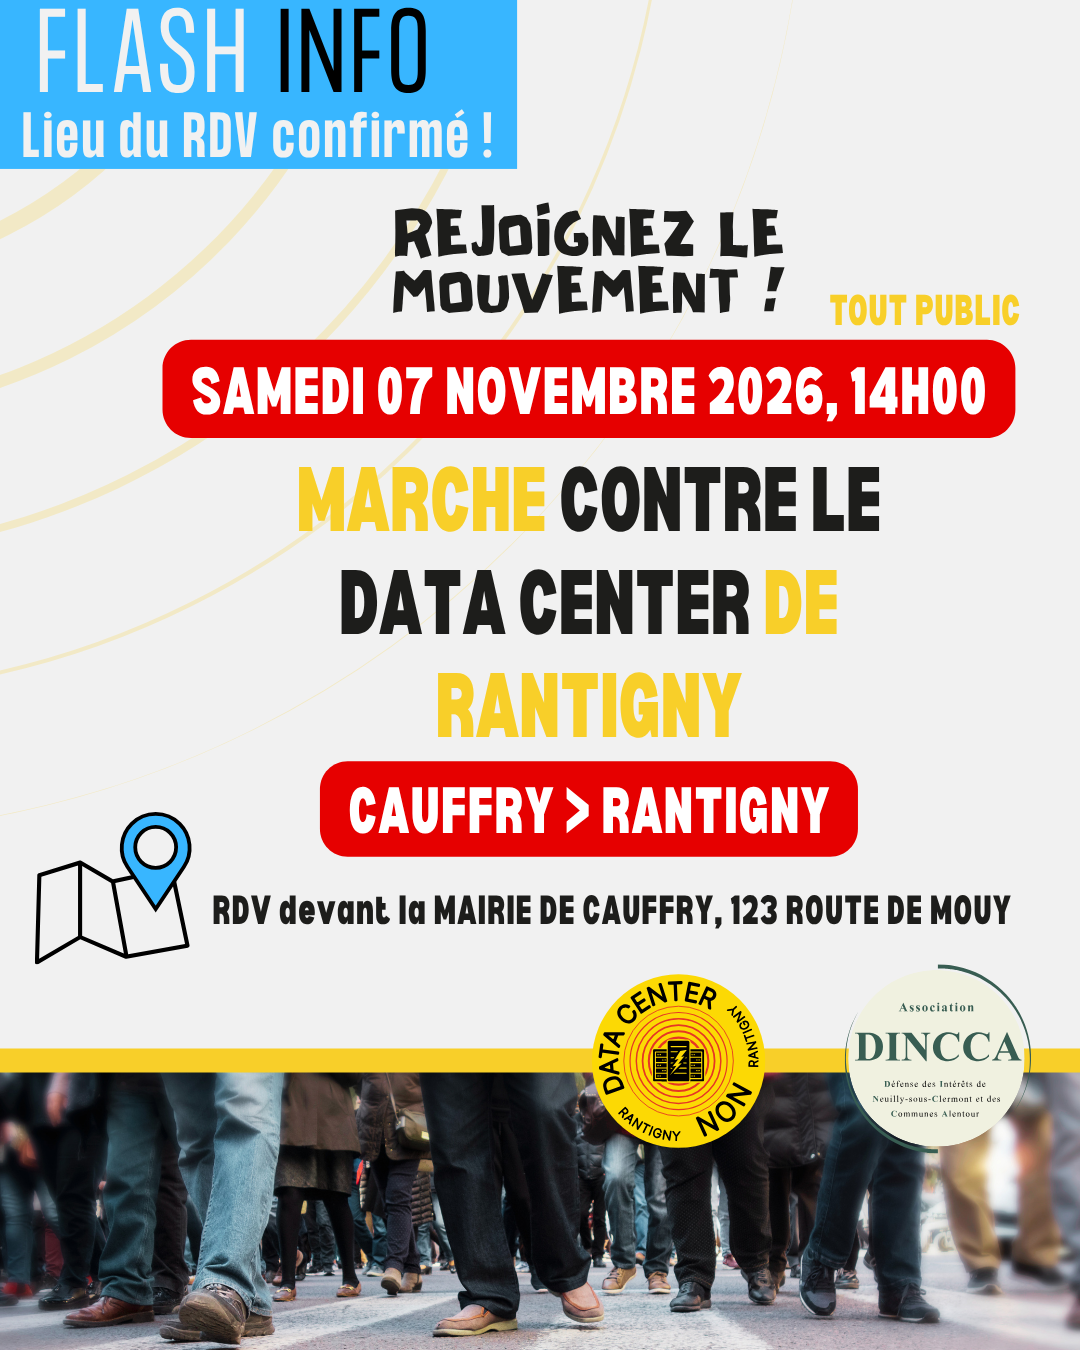 FLASH INFO
Lieu du RDV confirmé !
REJOIGNEZ LE
MOUVEMENT !
TOUT PUBLIC
SAMEDI 07 NOVEMBRE 2026, 14H00
MARCHE CONTRE LE
DATA CENTER DE
RANTIGNY
CAUFFRY > RANTIGNY
RDV devant la MAIRIE DE CAUFFRY, 123 ROUTE DE MOUY
DATA CENTER
RANTIGNY
NON
RANTIGNY
Association
DINCCA
Défense des Intérêts de
Neuilly-sous-Clermont et des
Communes Alentour